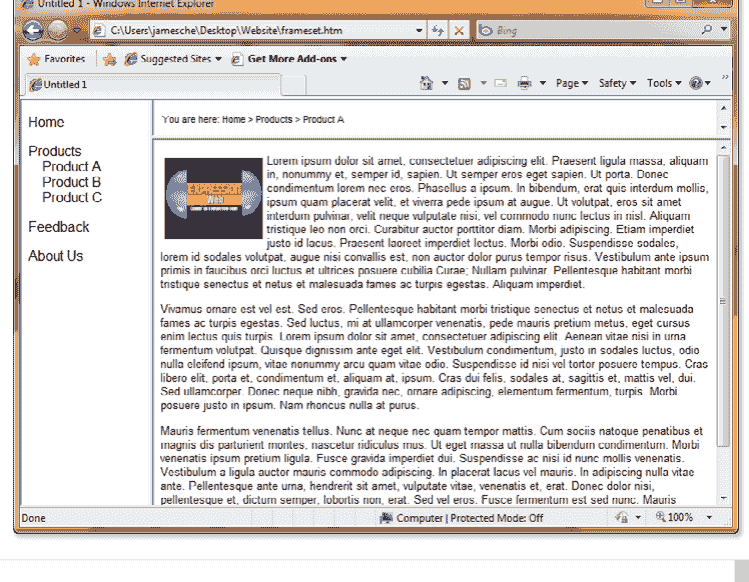 Untitled 1 - Windows Internet Explorer
C:\Users\jamesche\Desktop\Website\frameset.htm
Bing
Favorites Suggested Sites Get More Add-ons
Untitled 1
Page Safety Tools
Home
Products
Product A
Product B
Product C
Feedback
About Us
You are here: Home > Products > Product A
EXPRESSION
Web
Lorem ipsum dolor sit amet, consectetuer adipiscing elit. Praesent ligula massa, aliquam
in, nonummy et, semper id, sapien. Ut semper eros eget sapien. Ut porta. Donec
condimentum lorem nec eros. Phasellus a ipsum. In bibendum, erat quis interdum mollis,
ipsum quam placerat velit, et viverra pede ipsum at augue. Ut volutpat, eros sit amet
interdum pulvinar, velit neque vulputate nisi, vel commodo nunc lectus in nisl. Aliquam
tristique leo non orci. Curabitur auctor porttitor diam. Morbi adipiscing. Etiam imperdiet
justo id lacus. Praesent laoreet imperdiet lectus. Morbi odio. Suspendisse sodales,
lorem id sodales volutpat, augue nisi convallis est, non auctor dolor purus tempor risus. Vestibulum ante ipsum
primis in faucibus orci luctus et ultrices posuere cubilia Curae; Nullam pulvinar. Pellentesque habitant morbi
tristique senectus et netus et malesuada fames ac turpis egestas. Aliquam imperdiet.
Vivamus ornare est vel est. Sed eros. Pellentesque habitant morbi tristique senectus et netus et malesuada
fames ac turpis egestas. Sed luctus, mi at ullamcorper venenatis, pede mauris pretium metus, eget cursus
enim lectus quis turpis. Lorem ipsum dolor sit amet, consectetuer adipiscing elit. Aenean vitae nisi in urna
fermentum volutpat. Quisque dignissim ante eget elit. Vestibulum condimentum, justo in sodales luctus, odio
nulla eleifend ipsum, vitae nonummy arcu quam vitae odio. Suspendisse id nisi vel tortor posuere tempus. Cras
libero elit, porta et, condimentum et, aliquam at, ipsum. Cras dui felis, sodales at, sagittis et, mattis vel, dui.
Sed ullamcorper. Donec neque nibh, gravida nec, ornare adipiscing, elementum fermentum, turpis. Morbi
posuere justo in ipsum. Nam rhoncus nulla at purus.
Mauris fermentum venenatis tellus. Nunc at neque nec quam tempor mattis. Cum sociis natoque penatibus et
magnis dis parturient montes, nascetur ridiculus mus. Ut eget massa ut nulla bibendum condimentum. Morbi
venenatis ipsum pretium ligula. Fusce gravida imperdiet dui. Suspendisse ac nisi id nunc mollis venenatis.
Vestibulum a ligula auctor mauris commodo adipiscing. In placerat lacus vel mauris. In adipiscing nulla vitae
ante. Pellentesque ante urna, hendrerit sit amet, vulputate vitae, venenatis et, erat. Donec dolor nisi,
pellentesque et, dictum semper, lobortis non, erat. Sed vel eros. Fusce fermentum est sed nunc. Mauris
Done Computer | Protected Mode: Off 100%